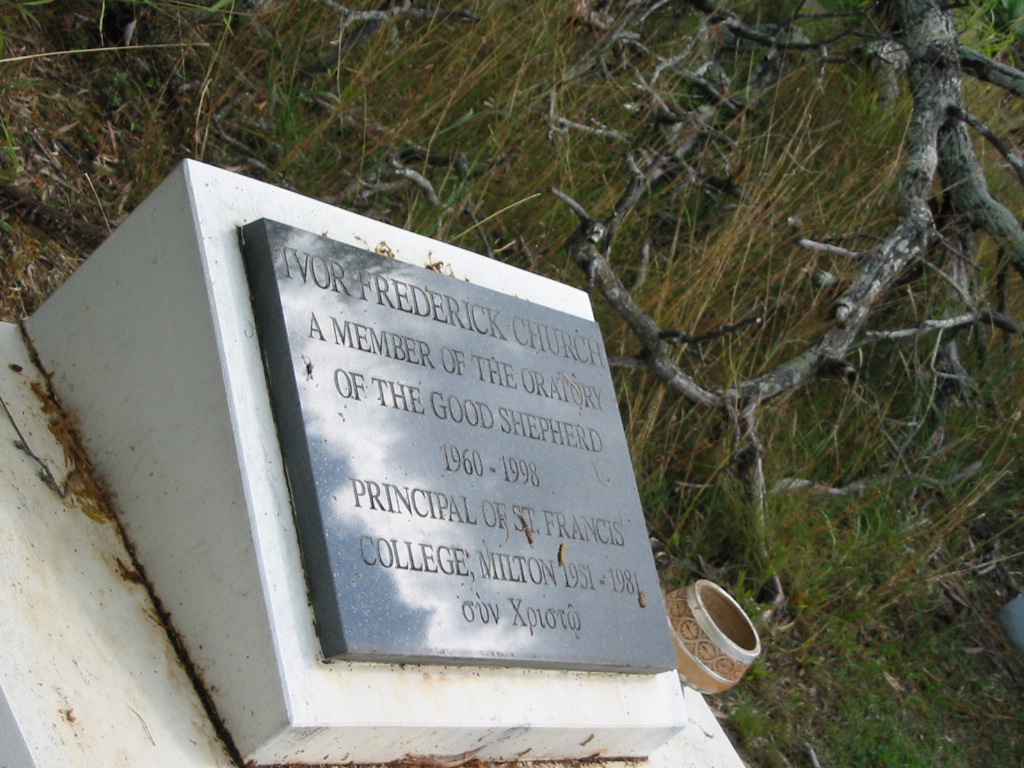 IVOR FREDERICK CHURCH
A MEMBER OF THE ORATORY
OF THE GOOD SHEPHERD
1960 - 1998
PRINCIPAL OF ST. FRANCIS
COLLEGE, MILTON 1951 - 1981
σὺν Χριστῷ